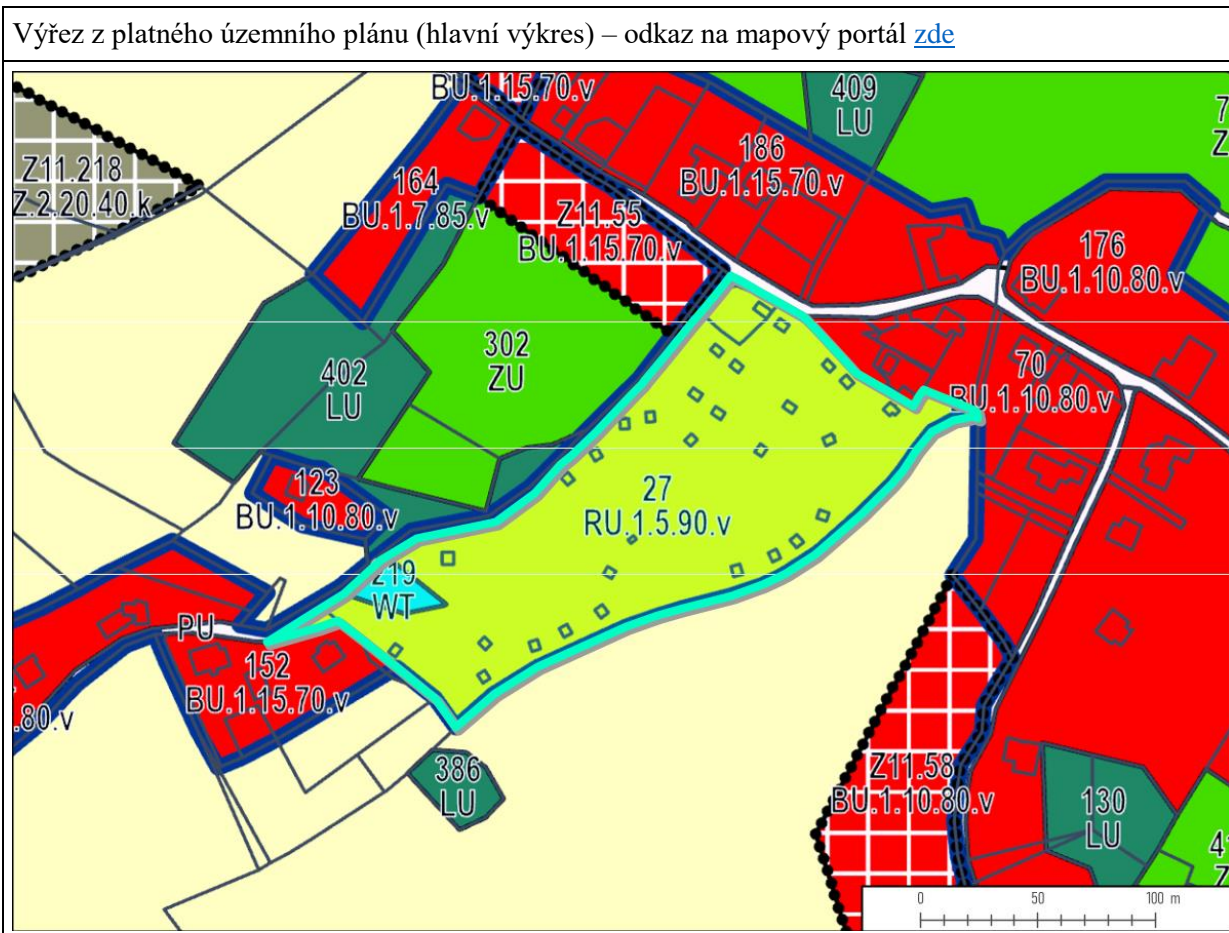 Výřez z platného územního plánu (hlavní výkres) – odkaz na mapový portál zde
BU.1.15.70.v
409
LU
7
Z
Z11.218
Z.2.20.40.k
164
BU.1.7.85.v
Z11.55
BU.1.15.70.v
186
BU.1.15.70.v
176
BU.1.10.80.v
302
ZU
402
LU
70
BU.1.10.80.v
123
BU.1.10.80.v
27
RU.1.5.90.v
219
WT
PU
152
BU.1.15.70.v
.80.v
386
LU
Z11.58
BU.1.10.80.v
130
LU
41
Z
0 50 100 m